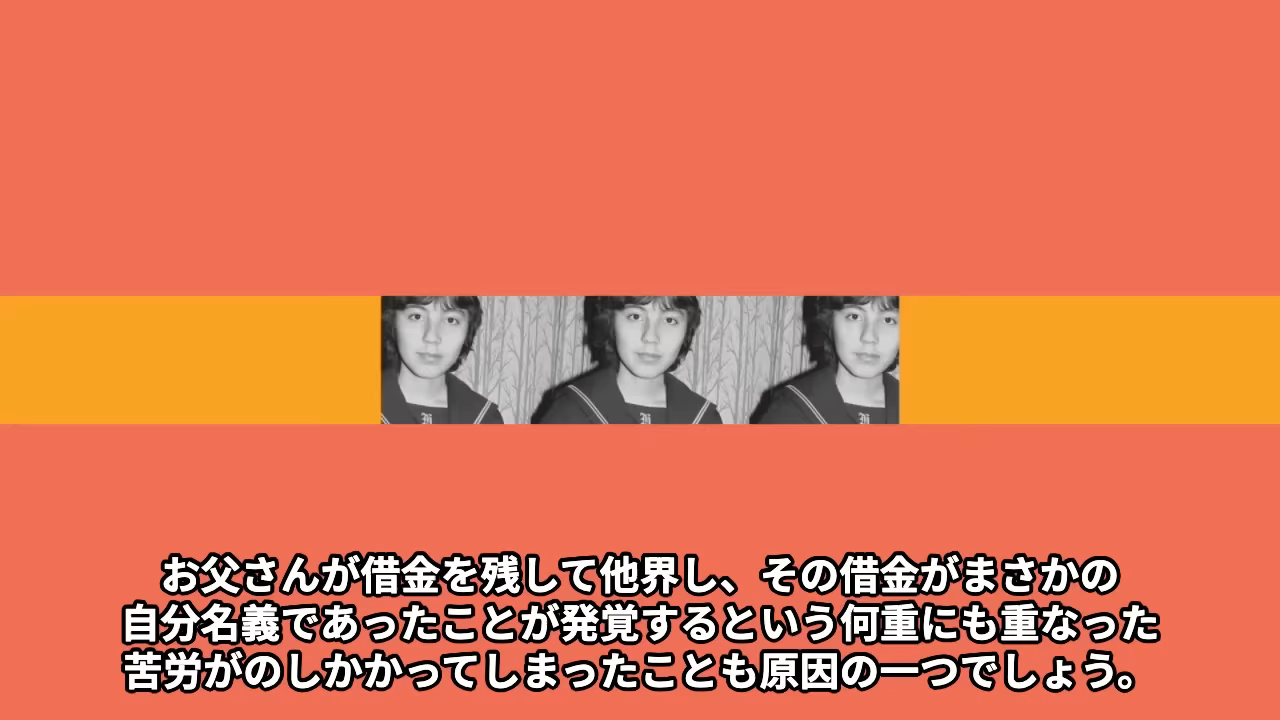 お父さんが借金を残して他界し、その借金がまさかの
自分名義であったことが発覚するという何重にも重なった
苦労がのしかかってしまったことも原因の一つでしょう。